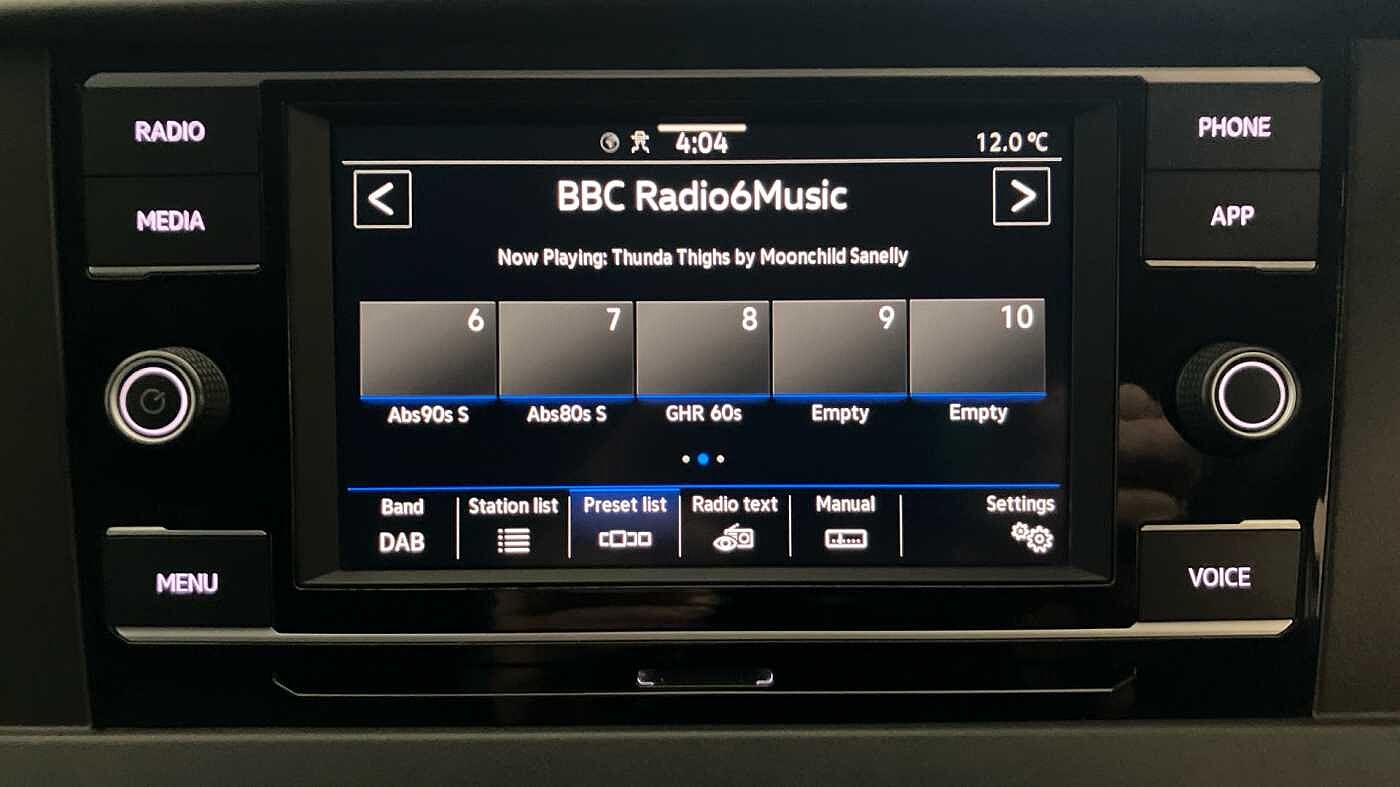 RADIO
MEDIA
MENU
4:04
12.0 °C
BBC Radio6Music
Now Playing: Thunda Thighs by Moonchild Sanelly
6 7 8 9 10
Abs90s S Abs80s S GHR 60s Empty Empty
Band Station list Preset list Radio text Manual Settings
DAB
PHONE
APP
VOICE